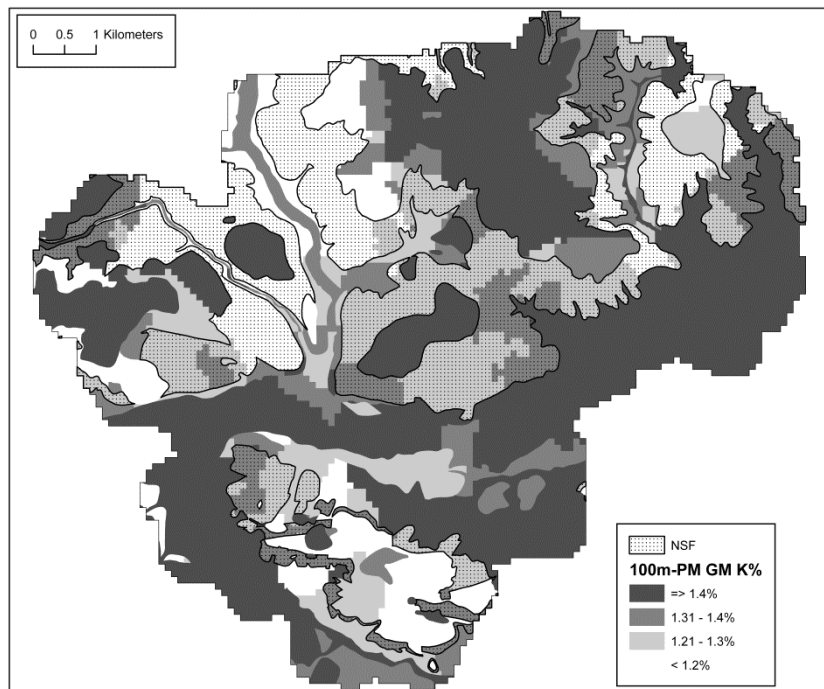 0 0.5 1 Kilometers
NSF
100m-PM GM K%
=> 1.4%
1.31 - 1.4%
1.21 - 1.3%
< 1.2%